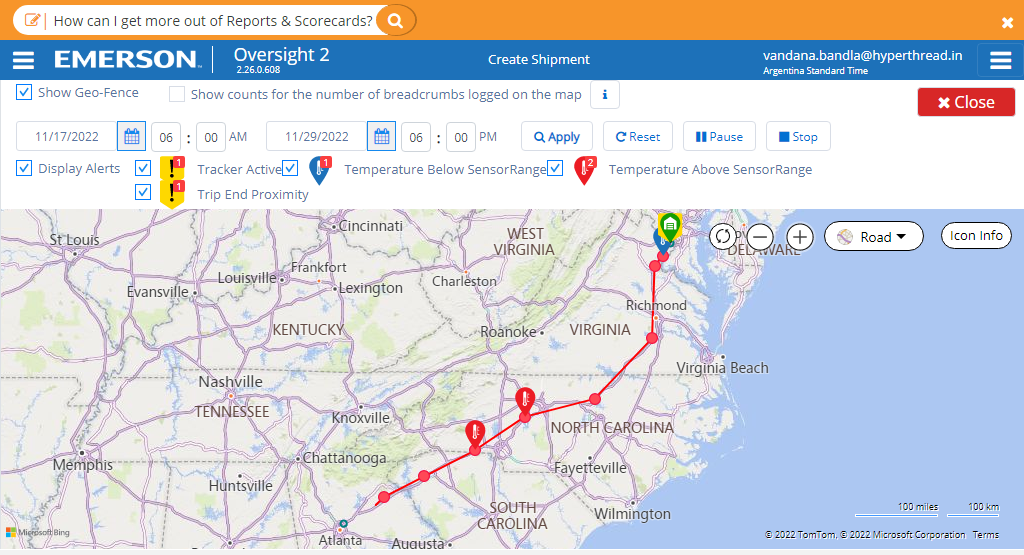 How can I get more out of Reports & Scorecards?
EMERSON
Oversight 2
2.26.0.608
Create Shipment
vandana.bandla@hyperthread.in
Argentina Standard Time
Show Geo-Fence
Show counts for the number of breadcrumbs logged on the map
i
Close
11/17/2022
06 : 00 AM
11/29/2022
06 : 00 PM
Apply
Reset
Pause
Stop
Display Alerts
1
Tracker Active
1
Temperature Below SensorRange
2
Temperature Above SensorRange
1
Trip End Proximity
Road
Icon Info
St Louis
Cincinnati
WEST
VIRGINIA
DELAWARE
Frankfort
Louisville
Charleston
Evansville
Lexington
Richmond
KENTUCKY
Roanoke
VIRGINIA
Virginia Beach
Nashville
TENNESSEE
Knoxville
NORTH CAROLINA
Memphis
Chattanooga
Fayetteville
Huntsville
SOUTH
CAROLINA
Wilmington
100 miles
100 km
Microsoft Bing
Atlanta
Augusta
© 2022 TomTom, © 2022 Microsoft Corporation Terms